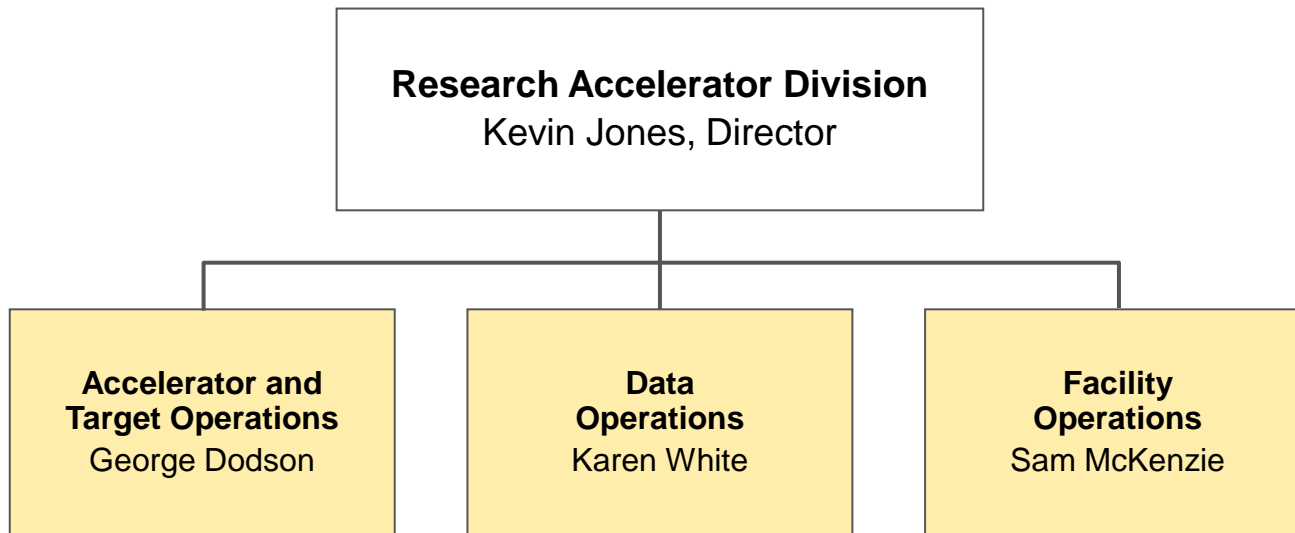 Research Accelerator Division
Kevin Jones, Director
Accelerator and
Target Operations
George Dodson
Data
Operations
Karen White
Facility
Operations
Sam McKenzie